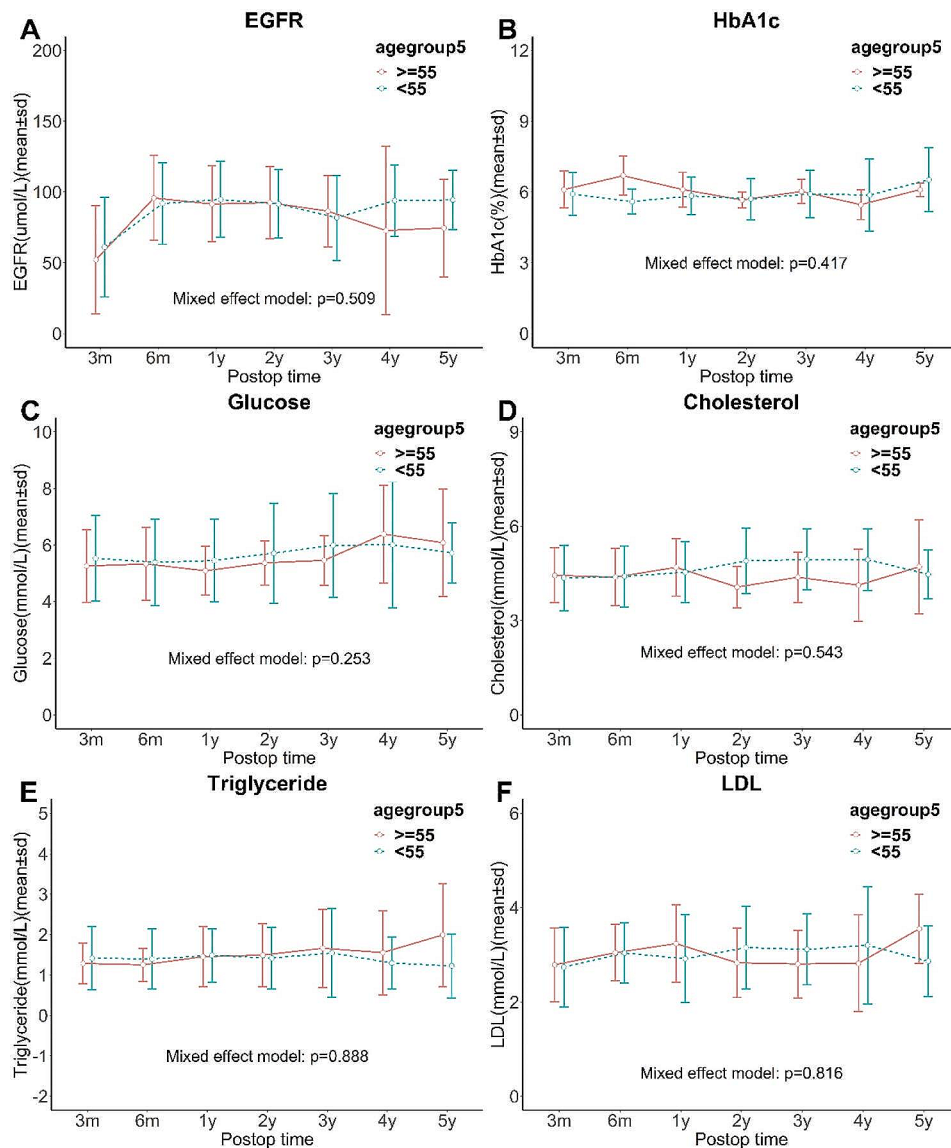 A
EGFR
agegroup5
>=55
<55
EGFR(umol/L)(mean±sd)
200
150
100
50
0
Mixed effect model: p=0.509
3m 6m 1y 2y 3y 4y 5y
Postop time
B
HbA1c
agegroup5
>=55
<55
HbA1c(%)(mean±sd)
12
9
6
3
0
Mixed effect model: p=0.417
3m 6m 1y 2y 3y 4y 5y
Postop time
C
Glucose
agegroup5
>=55
<55
Glucose(mmol/L)(mean±sd)
10
8
6
4
2
0
Mixed effect model: p=0.253
3m 6m 1y 2y 3y 4y 5y
Postop time
D
Cholesterol
agegroup5
>=55
<55
Cholesterol(mmol/L)(mean±sd)
9
6
3
0
Mixed effect model: p=0.543
3m 6m 1y 2y 3y 4y 5y
Postop time
E
Triglyceride
agegroup5
>=55
<55
Triglyceride(mmol/L)(mean±sd)
5
4
3
2
1
0
-1
-2
Mixed effect model: p=0.888
3m 6m 1y 2y 3y 4y 5y
Postop time
F
LDL
agegroup5
>=55
<55
LDL(mmol/L)(mean±sd)
6
4
2
0
Mixed effect model: p=0.816
3m 6m 1y 2y 3y 4y 5y
Postop time